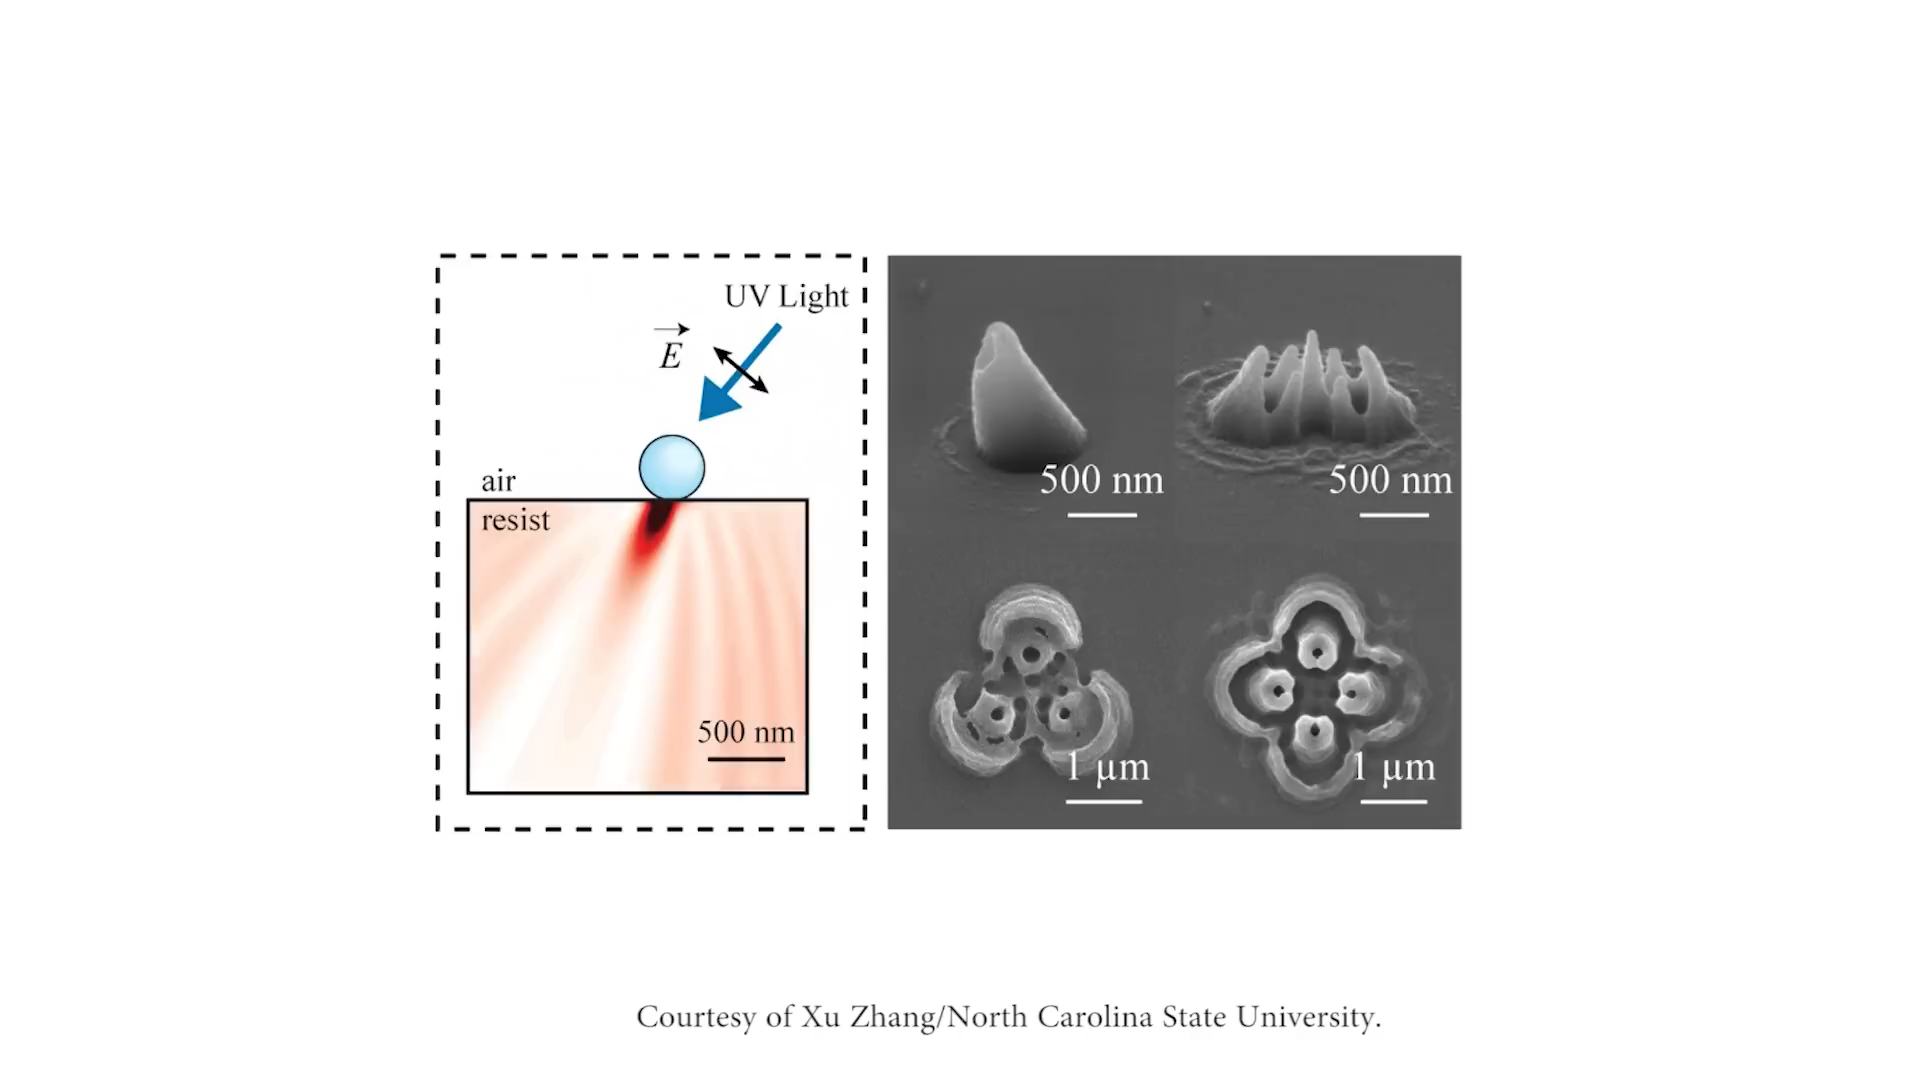 UV Light
E
air
resist
500 nm
500 nm
500 nm
1 µm
1 µm
Courtesy of Xu Zhang/North Carolina State University.